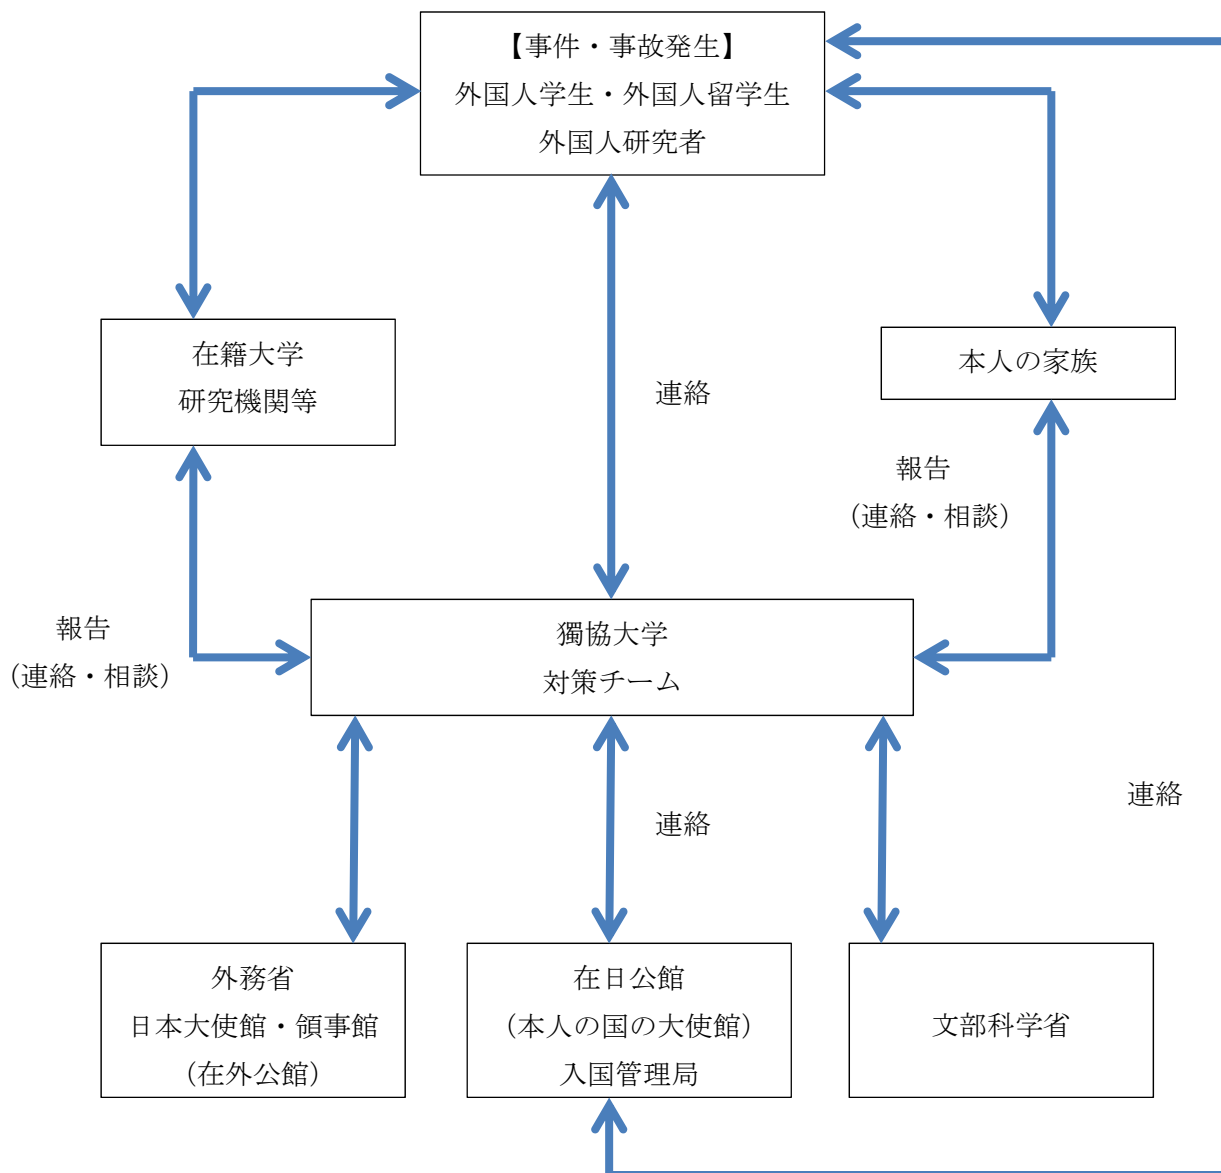 【事件・事故発生】
外国人学生・外国人留学生
外国人研究者
在籍大学
研究機関等
本人の家族
連絡
報告
（連絡・相談）
報告
（連絡・相談）
獨協大学
対策チーム
連絡
連絡
外務省
日本大使館・領事館
（在外公館）
在日公館
（本人の国の大使館）
入国管理局
文部科学省